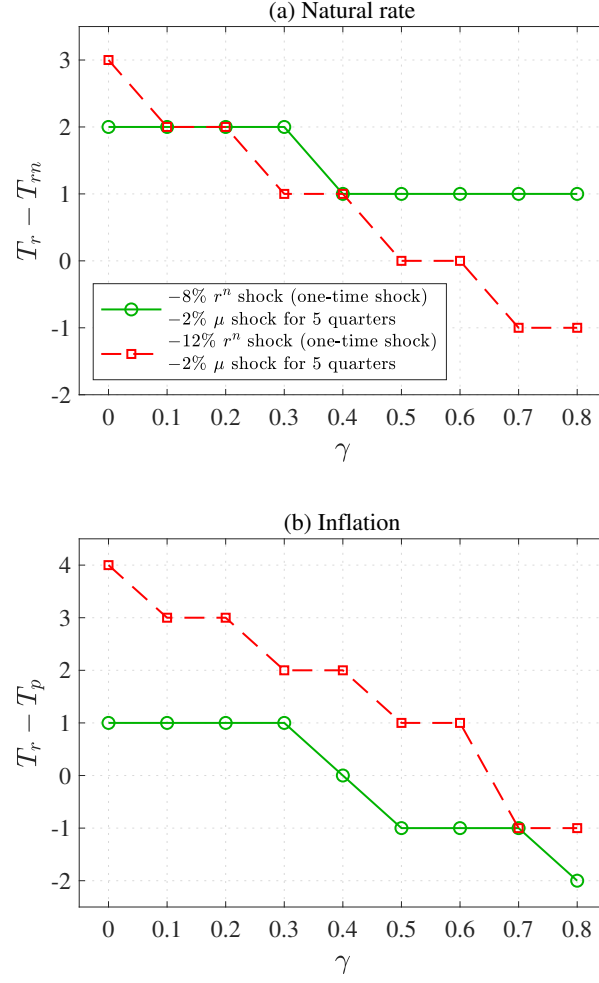 (a) Natural rate
3
2
1
0
-1
-2
T_r − T_{rn}
−8% r^n shock (one-time shock)
−2% μ shock for 5 quarters
−12% r^n shock (one-time shock)
−2% μ shock for 5 quarters
0 0.1 0.2 0.3 0.4 0.5 0.6 0.7 0.8
γ
(b) Inflation
4
3
2
1
0
-1
-2
T_r − T_p
0 0.1 0.2 0.3 0.4 0.5 0.6 0.7 0.8
γ